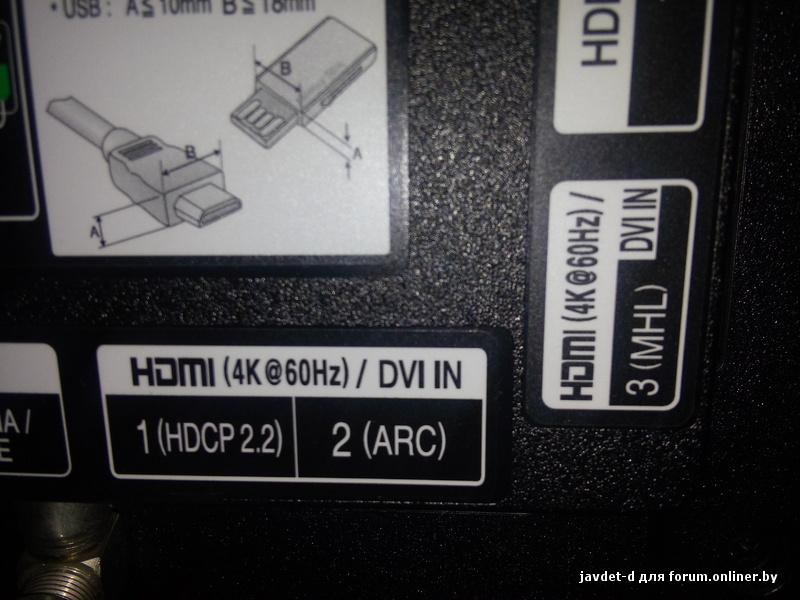 • USB : A≦10mm B≦18mm
B
A
B
A
HDMI (4K@60Hz) /
DVI IN
3 (MHL)
HDMI (4K@60Hz) / DVI IN
1 (HDCP 2.2)
2 (ARC)
javdet-d для forum.onliner.by